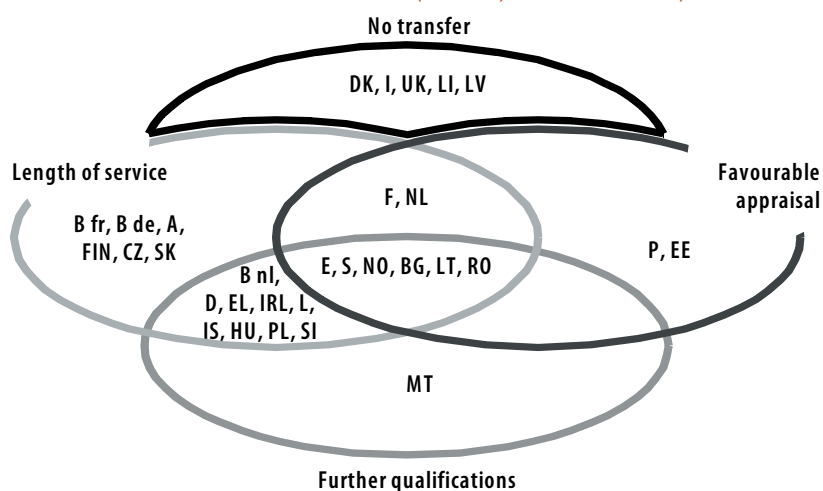 No transfer
DK, I, UK, LI, LV
Length of service
Favourable
appraisal
F, NL
B fr, B de, A,
FIN, CZ, SK
P, EE
E, S, NO, BG, LT, RO
B nl,
D, EL, IRL, L,
IS, HU, PL, SI
MT
Further qualifications